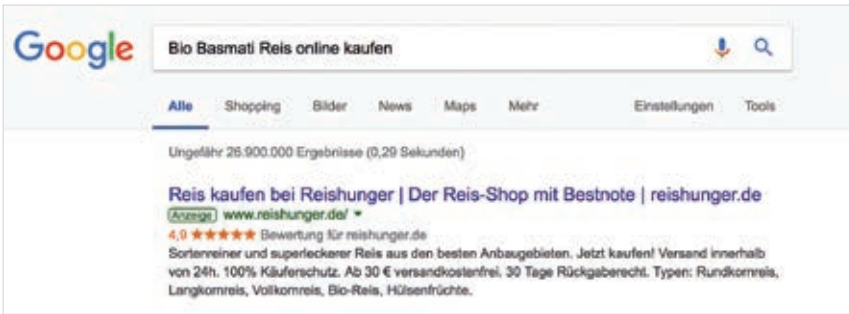 Google
Bio Basmati Reis online kaufen
Alle Shopping Bilder News Maps Mehr Einstellungen Tools
Ungefähr 26.900.000 Ergebnisse (0,29 Sekunden)
Reis kaufen bei Reishunger | Der Reis-Shop mit Bestnote | reishunger.de
Anzeige www.reishunger.de/
4,9 ★★★★★ Bewertung für reishunger.de
Sortenreiner und superleckerer Reis aus den besten Anbaugebieten. Jetzt kaufen! Versand innerhalb
von 24h. 100% Käuferschutz. Ab 30 € versandkostenfrei. 30 Tage Rückgaberecht. Typen: Rundkornreis,
Langkornreis, Vollkornreis, Bio-Reis, Hülsenfrüchte.